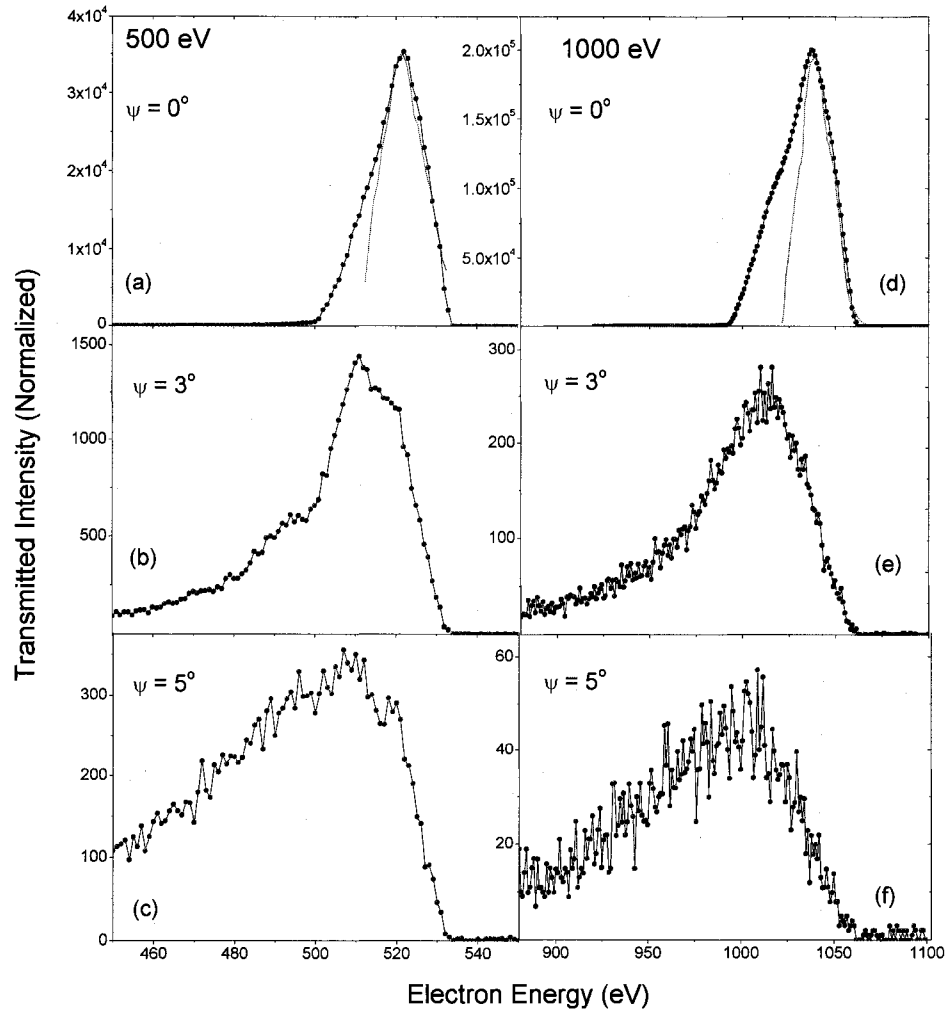 4x10⁴
500 eV
ψ = 0°
3x10⁴
2x10⁴
1x10⁴
0
(a)
1000 eV
ψ = 0°
2.0x10⁵
1.5x10⁵
1.0x10⁵
5.0x10⁴
(d)
1500
ψ = 3°
1000
500
(b)
300
ψ = 3°
200
100
(e)
ψ = 5°
300
200
100
0
(c)
60
ψ = 5°
40
20
(f)
460 480 500 520 540
900 950 1000 1050 1100
Transmitted Intensity (Normalized)
Electron Energy (eV)